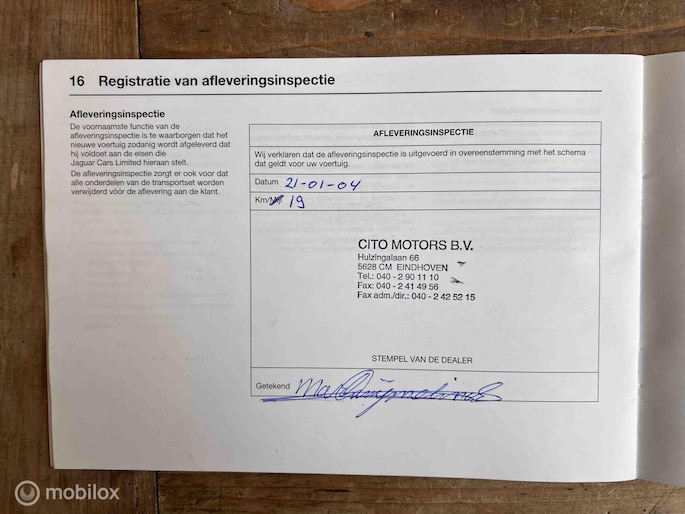 16 Registratie van afleveringsinspectie
Afleveringsinspectie
De voornaamste functie van de
afleveringsinspectie is te waarborgen dat het
nieuwe voertuig zodanig wordt afgeleverd dat
hij voldoet aan de eisen die
Jaguar Cars Limited hieraan stelt.
De afleveringsinspectie zorgt er ook voor dat
alle onderdelen van de transportset worden
verwijderd vóór de aflevering aan de klant.
AFLEVERINGSINSPECTIE
Wij verklaren dat de afleveringsinspectie is uitgevoerd in overeenstemming met het schema
dat geldt voor uw voertuig.
Datum 21-01-04
Km/Mijl 19
CITO MOTORS B.V.
Huizingalaan 66
5628 CM EINDHOVEN
Tel.: 040 - 2 90 11 10
Fax: 040 - 2 41 49 56
Fax adm./dir.: 040 - 2 42 52 15
STEMPEL VAN DE DEALER
Getekend
mobilox